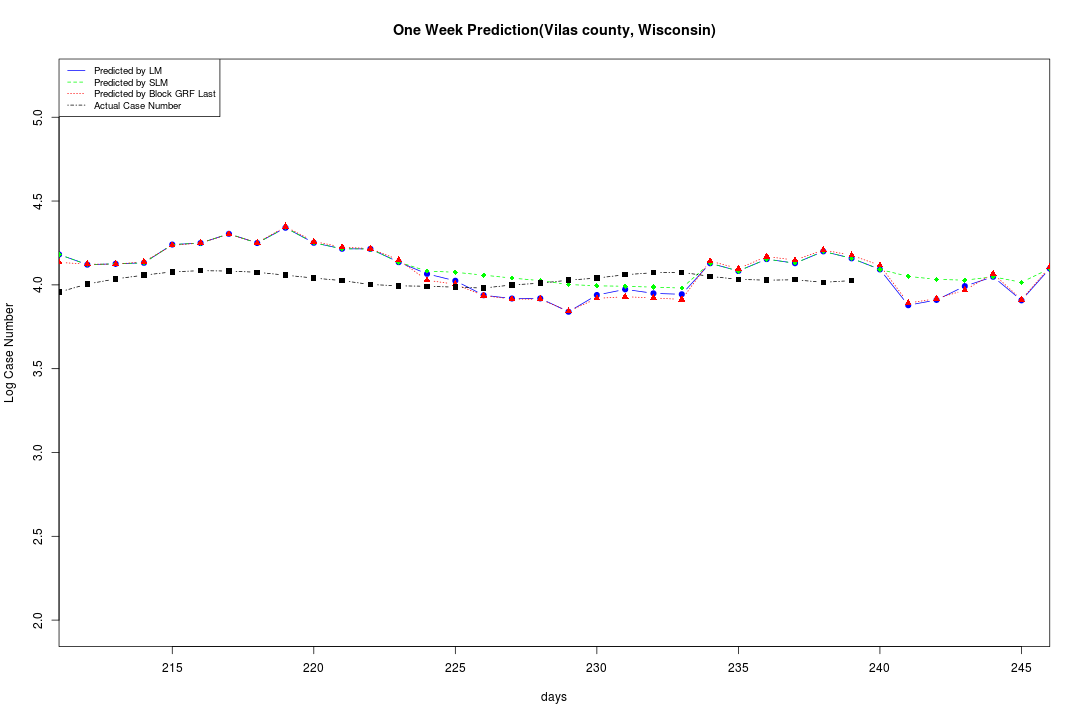 One Week Prediction(Vilas county, Wisconsin)
Predicted by LM
Predicted by SLM
Predicted by Block GRF Last
Actual Case Number
5.0
4.5
4.0
3.5
3.0
2.5
2.0
Log Case Number
215 220 225 230 235 240 245
days